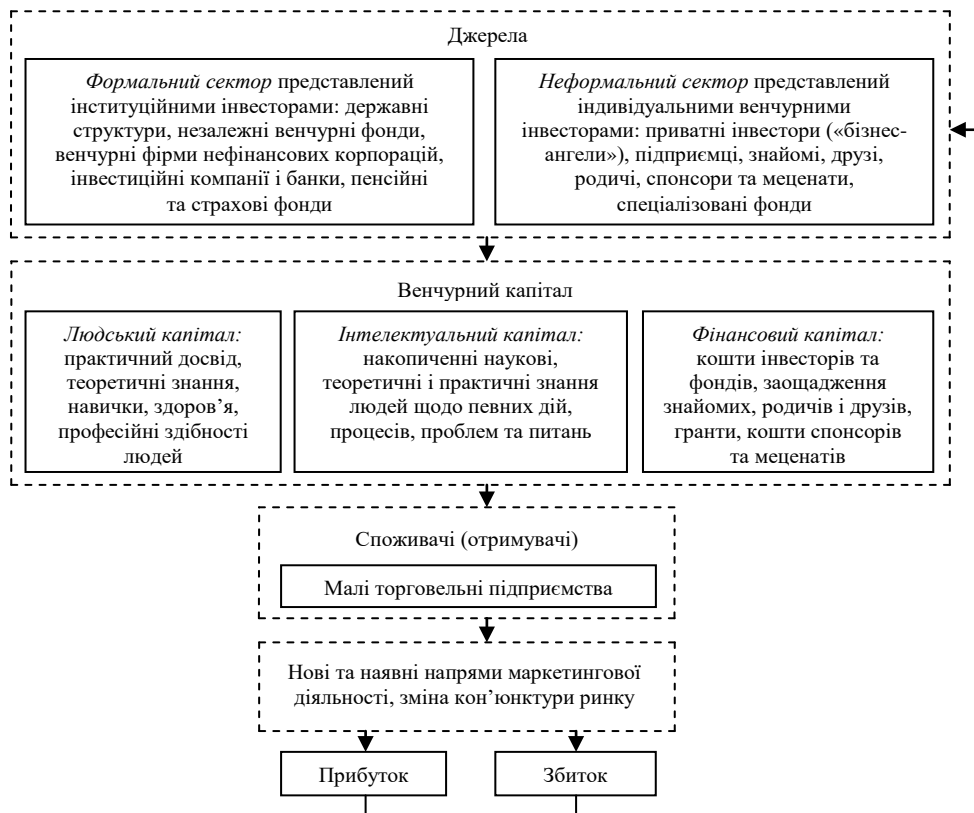 Джерела
Формальний сектор представлений
інституційними інвесторами: державні
структури, незалежні венчурні фонди,
венчурні фірми нефінансових корпорацій,
інвестиційні компанії і банки, пенсійні
та страхові фонди
Неформальний сектор представлений
індивідуальними венчурними
інвесторами: приватні інвестори («бізнес-
ангели»), підприємці, знайомі, друзі,
родичі, спонсори та меценати,
спеціалізовані фонди
Венчурний капітал
Людський капітал:
практичний досвід,
теоретичні знання,
навички, здоров’я,
професійні здібності
людей
Інтелектуальний капітал:
накопиченні наукові,
теоретичні і практичні знання
людей щодо певних дій,
процесів, проблем та питань
Фінансовий капітал:
кошти інвесторів та
фондів, заощадження
знайомих, родичів і друзів,
гранти, кошти спонсорів
та меценатів
Споживачі (отримувачі)
Малі торговельні підприємства
Нові та наявні напрями маркетингової
діяльності, зміна кон’юнктури ринку
Прибуток
Збиток